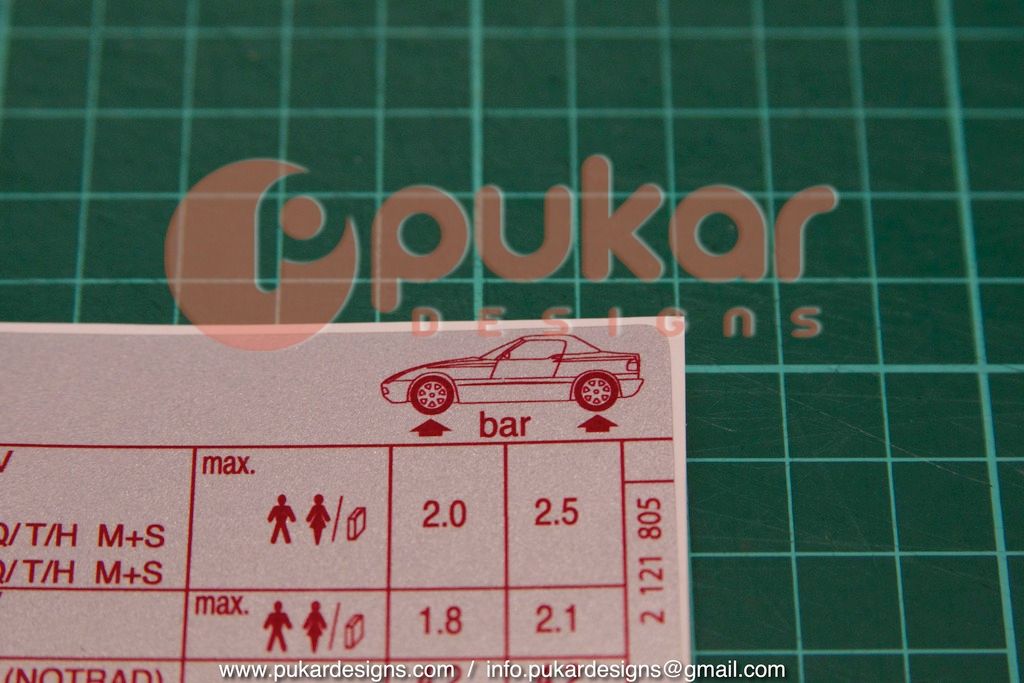 pukar
DESIGNS
bar
V
max.
2.0
2.5
Q/T/H M+S
Q/T/H M+S
2 121 805
max.
1.8
2.1
(NOTRAD)
www.pukardesigns.com / info.pukardesigns@gmail.com